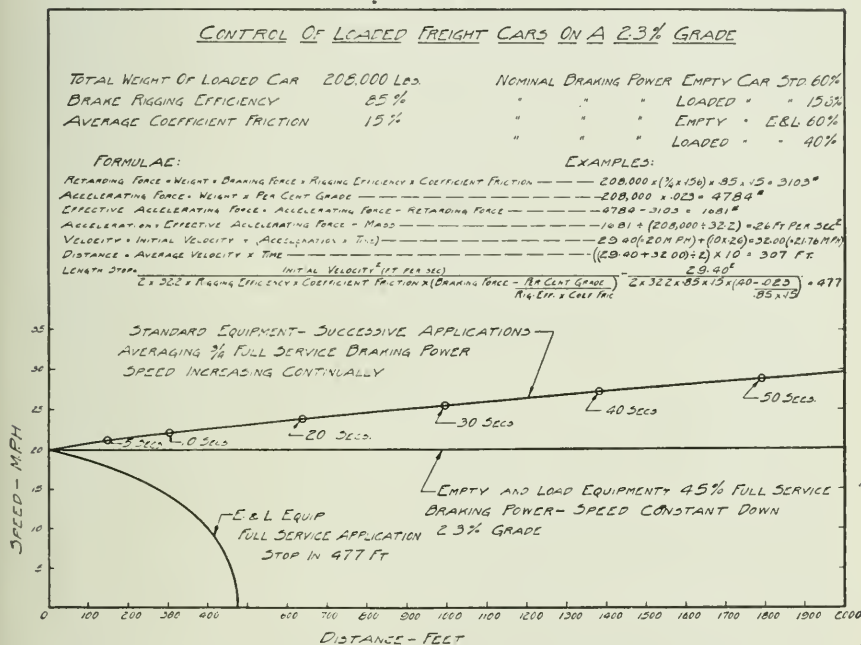 CONTROL OF LOADED FREIGHT CARS ON A 2.3% GRADE
TOTAL WEIGHT OF LOADED CAR 208.000 LBS.
BRAKE RIGGING EFFICIENCY 85%
AVERAGE COEFFICIENT FRICTION 15%
NOMINAL BRAKING POWER EMPTY CAR STD. 60%
" " " LOADED " "
" " " EMPTY " E&L 60%
" " " LOADED " " 40%
FORMULAE:
EXAMPLES:
RETARDING FORCE = WEIGHT × BRAKING FORCE × RIGGING EFFICIENCY × COEFFICIENT FRICTION — 208.000 × (¾ × 156) × .85 × .15 = 3103#
ACCELERATING FORCE = WEIGHT × PER CENT GRADE — 208,000 × .023 = 4784#
EFFECTIVE ACCELERATING FORCE = ACCELERATING FORCE - RETARDING FORCE — 4784 - 3103 = 1681#
ACCELERATION = EFFECTIVE ACCELERATING FORCE ÷ MASS — 1681 ÷ (208,000 ÷ 32.2) = .26 FT PER SEC²
VELOCITY = INITIAL VELOCITY + (ACCELERATION × TIME) — 29.40 (=20 M PH) + (10×.26) = 32.00 (=21.76 M PH)
DISTANCE = AVERAGE VELOCITY × TIME — ((29.40 + 32.00) ÷ 2) × 10 = 307 FT.
LENGTH STOP = INITIAL VELOCITY² (FT PER SEC)
2 × 32.2 × RIGGING EFFICIENCY × COEFFICIENT FRICTION × (BRAKING FORCE - PER CENT GRADE
RIG. EFF. × COEF FRIC)
= 29.40²
2 × 32.2 × .85 × .15 × (.40 - .023
.85 × .15) = 477
STANDARD EQUIPMENT - SUCCESSIVE APPLICATIONS
AVERAGING ¾ FULL SERVICE BRAKING POWER
SPEED INCREASING CONTINUALLY
5 SECS.
20 SECS.
30 SECS
40 SECS
50 SECS.
EMPTY AND LOAD EQUIPMENT, 45% FULL SERVICE
BRAKING POWER - SPEED CONSTANT DOWN
2.3% GRADE
E & L EQUIP
FULL SERVICE APPLICATION
STOP IN 477 FT
SPEED - M.P.H
35
30
25
20
15
10
5
0 100 200 300 400 600 700 800 900 1000 1100 1200 1300 1400 1500 1600 1700 1800 1900 2000
DISTANCE - FEET